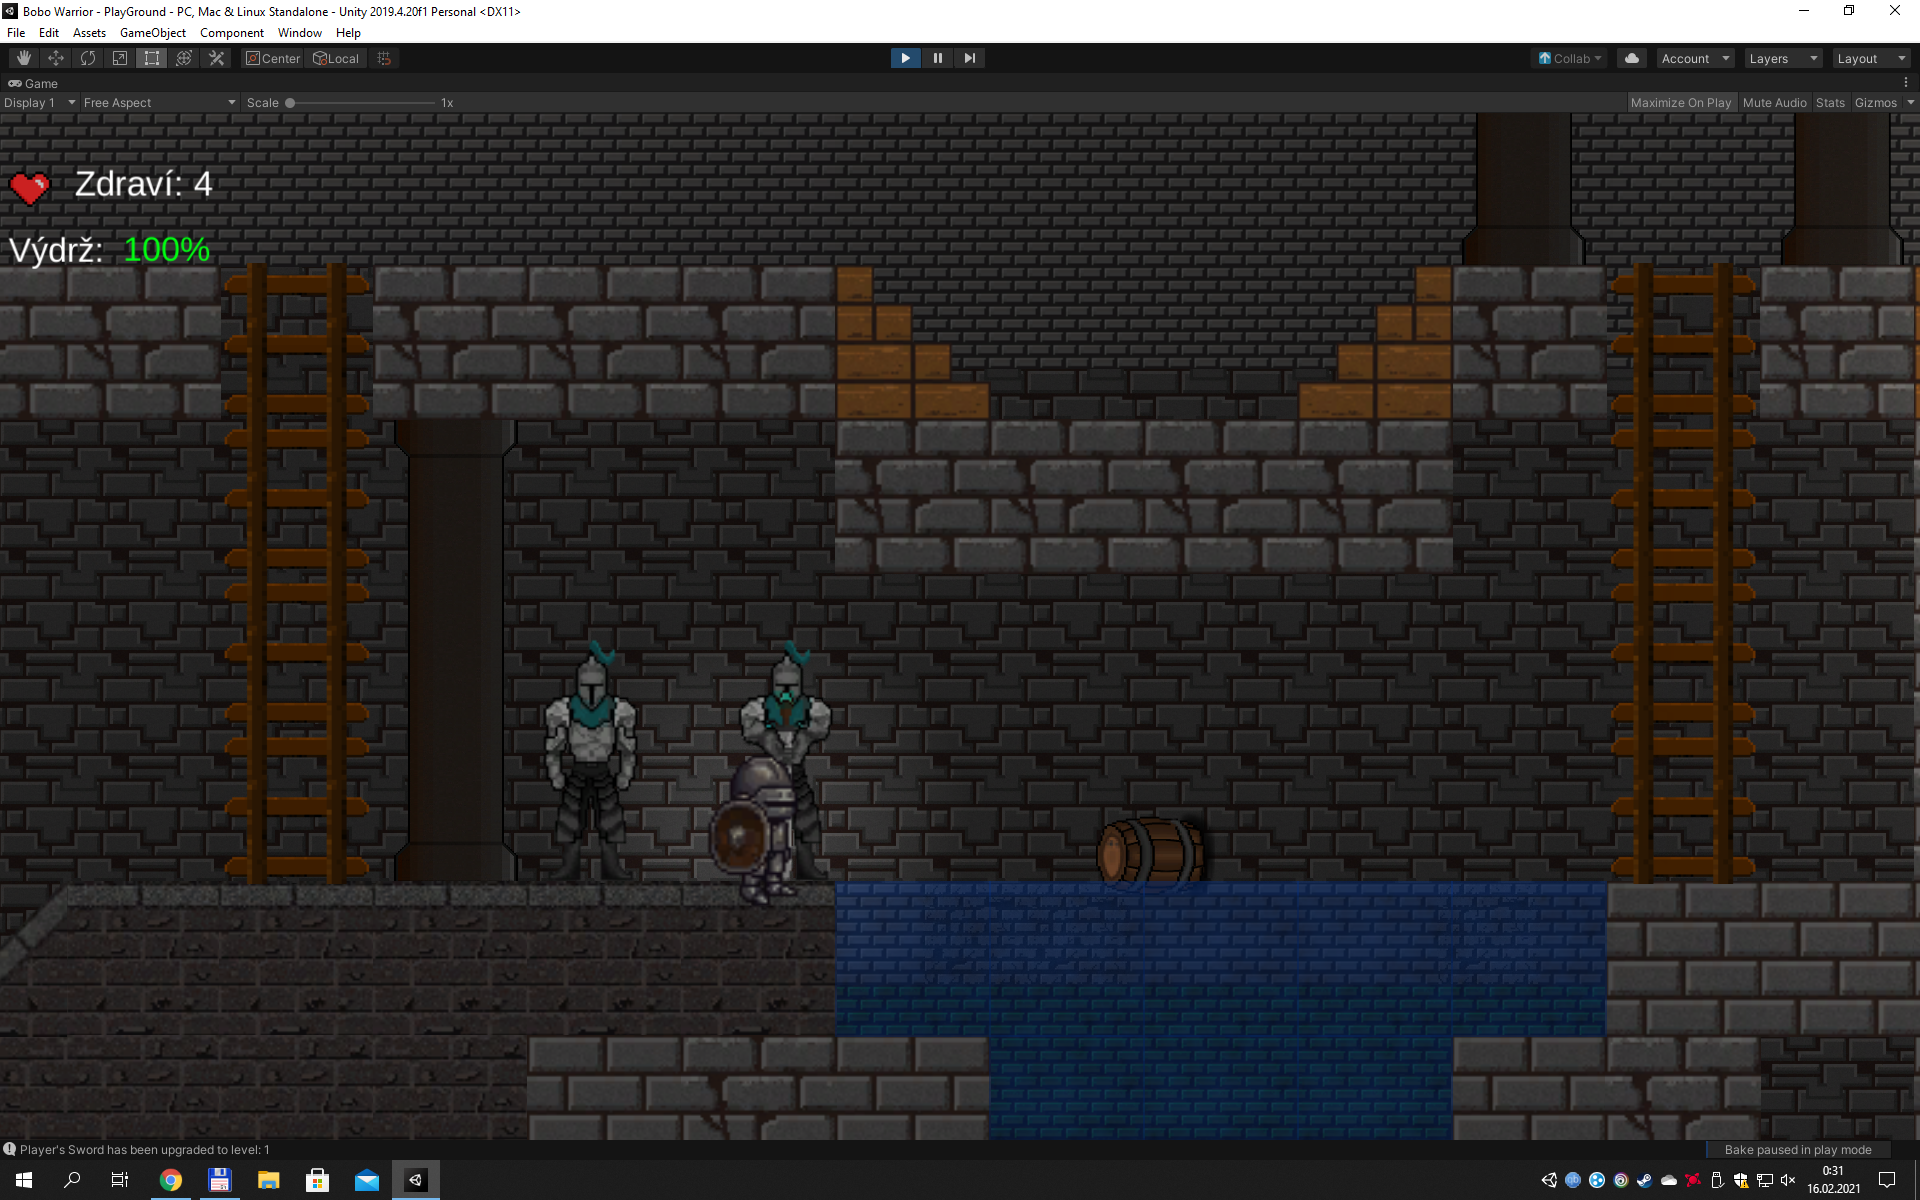 Bobo Warrior - PlayGround - PC, Mac & Linux Standalone - Unity 2019.4.20f1 Personal <DX11>
File Edit Assets GameObject Component Window Help
Center Local Collab Account Layers Layout
Game
Display 1 Free Aspect Scale 1x Maximize On Play Mute Audio Stats Gizmos
Zdraví: 4
Výdrž: 100%
Player's Sword has been upgraded to level: 1 Bake paused in play mode
0:31
16.02.2021